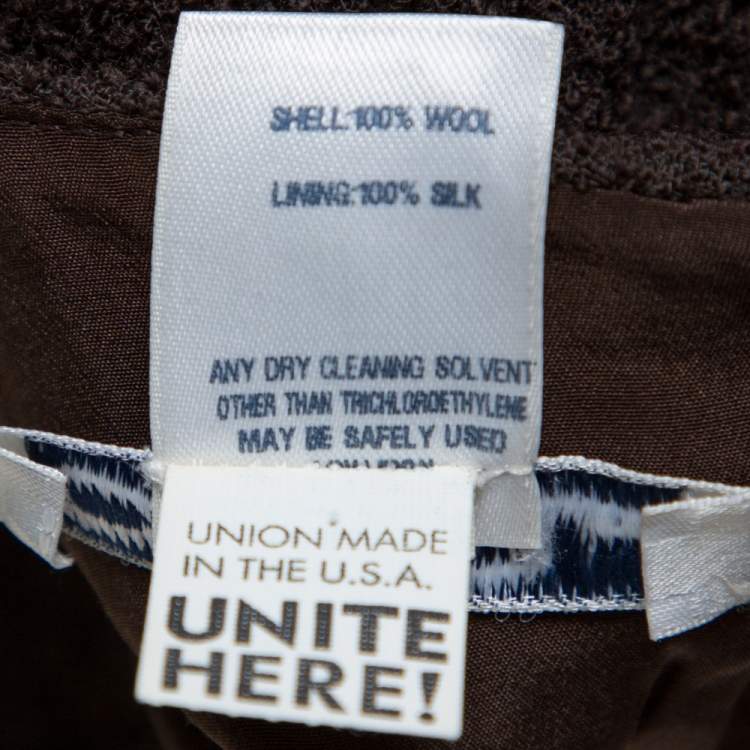 SHELL:100% WOOL
LINING:100% SILK
ANY DRY CLEANING SOLVENT
OTHER THAN TRICHLOROETHYLENE
MAY BE SAFELY USED
UNION MADE
IN THE U.S.A.
UNITE
HERE!